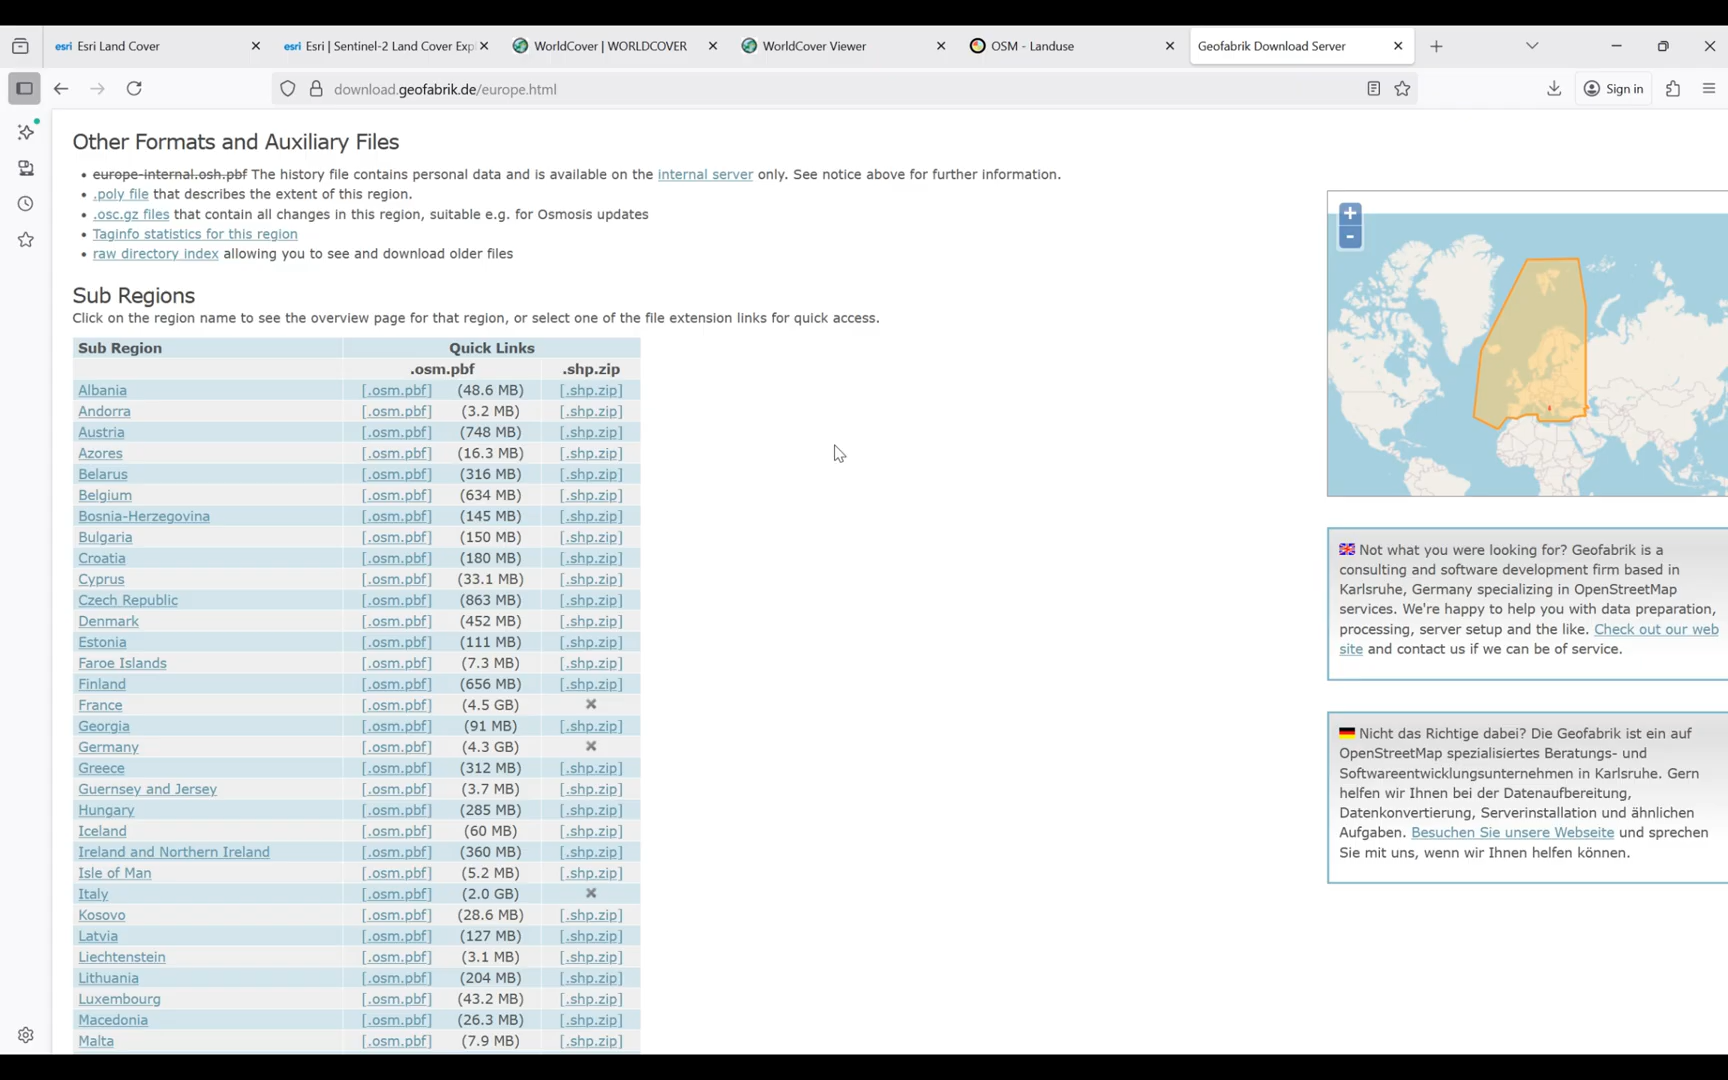 esri Esri Land Cover
esri Esri | Sentinel-2 Land Cover Exp
WorldCover | WORLDCOVER
WorldCover Viewer
OSM - Landuse
Geofabrik Download Server
download.geofabrik.de/europe.html
Sign in
Other Formats and Auxiliary Files
• europe-internal.osh.pbf The history file contains personal data and is available on the internal server only. See notice above for further information.
• .poly file that describes the extent of this region.
• .osc.gz files that contain all changes in this region, suitable e.g. for Osmosis updates
• Taginfo statistics for this region
• raw directory index allowing you to see and download older files
Sub Regions
Click on the region name to see the overview page for that region, or select one of the file extension links for quick access.
Sub Region Quick Links
.osm.pbf .shp.zip
Albania [.osm.pbf] (48.6 MB) [.shp.zip]
Andorra [.osm.pbf] (3.2 MB) [.shp.zip]
Austria [.osm.pbf] (748 MB) [.shp.zip]
Azores [.osm.pbf] (16.3 MB) [.shp.zip]
Belarus [.osm.pbf] (316 MB) [.shp.zip]
Belgium [.osm.pbf] (634 MB) [.shp.zip]
Bosnia-Herzegovina [.osm.pbf] (145 MB) [.shp.zip]
Bulgaria [.osm.pbf] (150 MB) [.shp.zip]
Croatia [.osm.pbf] (180 MB) [.shp.zip]
Cyprus [.osm.pbf] (33.1 MB) [.shp.zip]
Czech Republic [.osm.pbf] (863 MB) [.shp.zip]
Denmark [.osm.pbf] (452 MB) [.shp.zip]
Estonia [.osm.pbf] (111 MB) [.shp.zip]
Faroe Islands [.osm.pbf] (7.3 MB) [.shp.zip]
Finland [.osm.pbf] (656 MB) [.shp.zip]
France [.osm.pbf] (4.5 GB) ✖
Georgia [.osm.pbf] (91 MB) [.shp.zip]
Germany [.osm.pbf] (4.3 GB) ✖
Greece [.osm.pbf] (312 MB) [.shp.zip]
Guernsey and Jersey [.osm.pbf] (3.7 MB) [.shp.zip]
Hungary [.osm.pbf] (285 MB) [.shp.zip]
Iceland [.osm.pbf] (60 MB) [.shp.zip]
Ireland and Northern Ireland [.osm.pbf] (360 MB) [.shp.zip]
Isle of Man [.osm.pbf] (5.2 MB) [.shp.zip]
Italy [.osm.pbf] (2.0 GB) ✖
Kosovo [.osm.pbf] (28.6 MB) [.shp.zip]
Latvia [.osm.pbf] (127 MB) [.shp.zip]
Liechtenstein [.osm.pbf] (3.1 MB) [.shp.zip]
Lithuania [.osm.pbf] (204 MB) [.shp.zip]
Luxembourg [.osm.pbf] (43.2 MB) [.shp.zip]
Macedonia [.osm.pbf] (26.3 MB) [.shp.zip]
Malta [.osm.pbf] (7.9 MB) [.shp.zip]
+
-
Not what you were looking for? Geofabrik is a
consulting and software development firm based in
Karlsruhe, Germany specializing in OpenStreetMap
services. We're happy to help you with data preparation,
processing, server setup and the like. Check out our web
site and contact us if we can be of service.
Nicht das Richtige dabei? Die Geofabrik ist ein auf
OpenStreetMap spezialisiertes Beratungs- und
Softwareentwicklungsunternehmen in Karlsruhe. Gern
helfen wir Ihnen bei der Datenaufbereitung,
Datenkonvertierung, Serverinstallation und ähnlichen
Aufgaben. Besuchen Sie unsere Webseite und sprechen
Sie mit uns, wenn wir Ihnen helfen können.